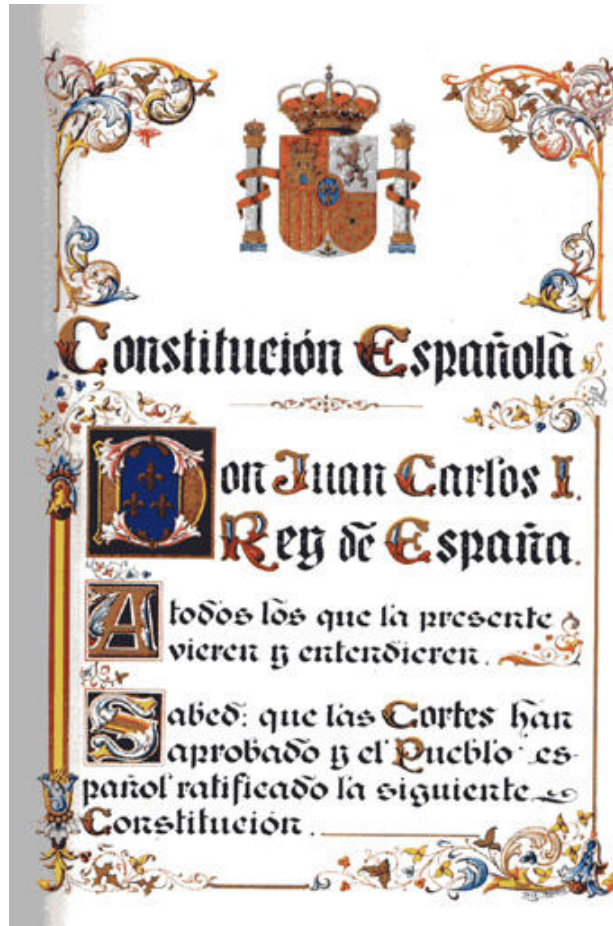 Constitución Española
Don Juan Carlos I.
Rey de España.
A todos los que la presente
vieren y entendieren.
Sabed: que las Cortes han
aprobado y el Pueblo es-
pañol ratificado la siguiente
Constitución.